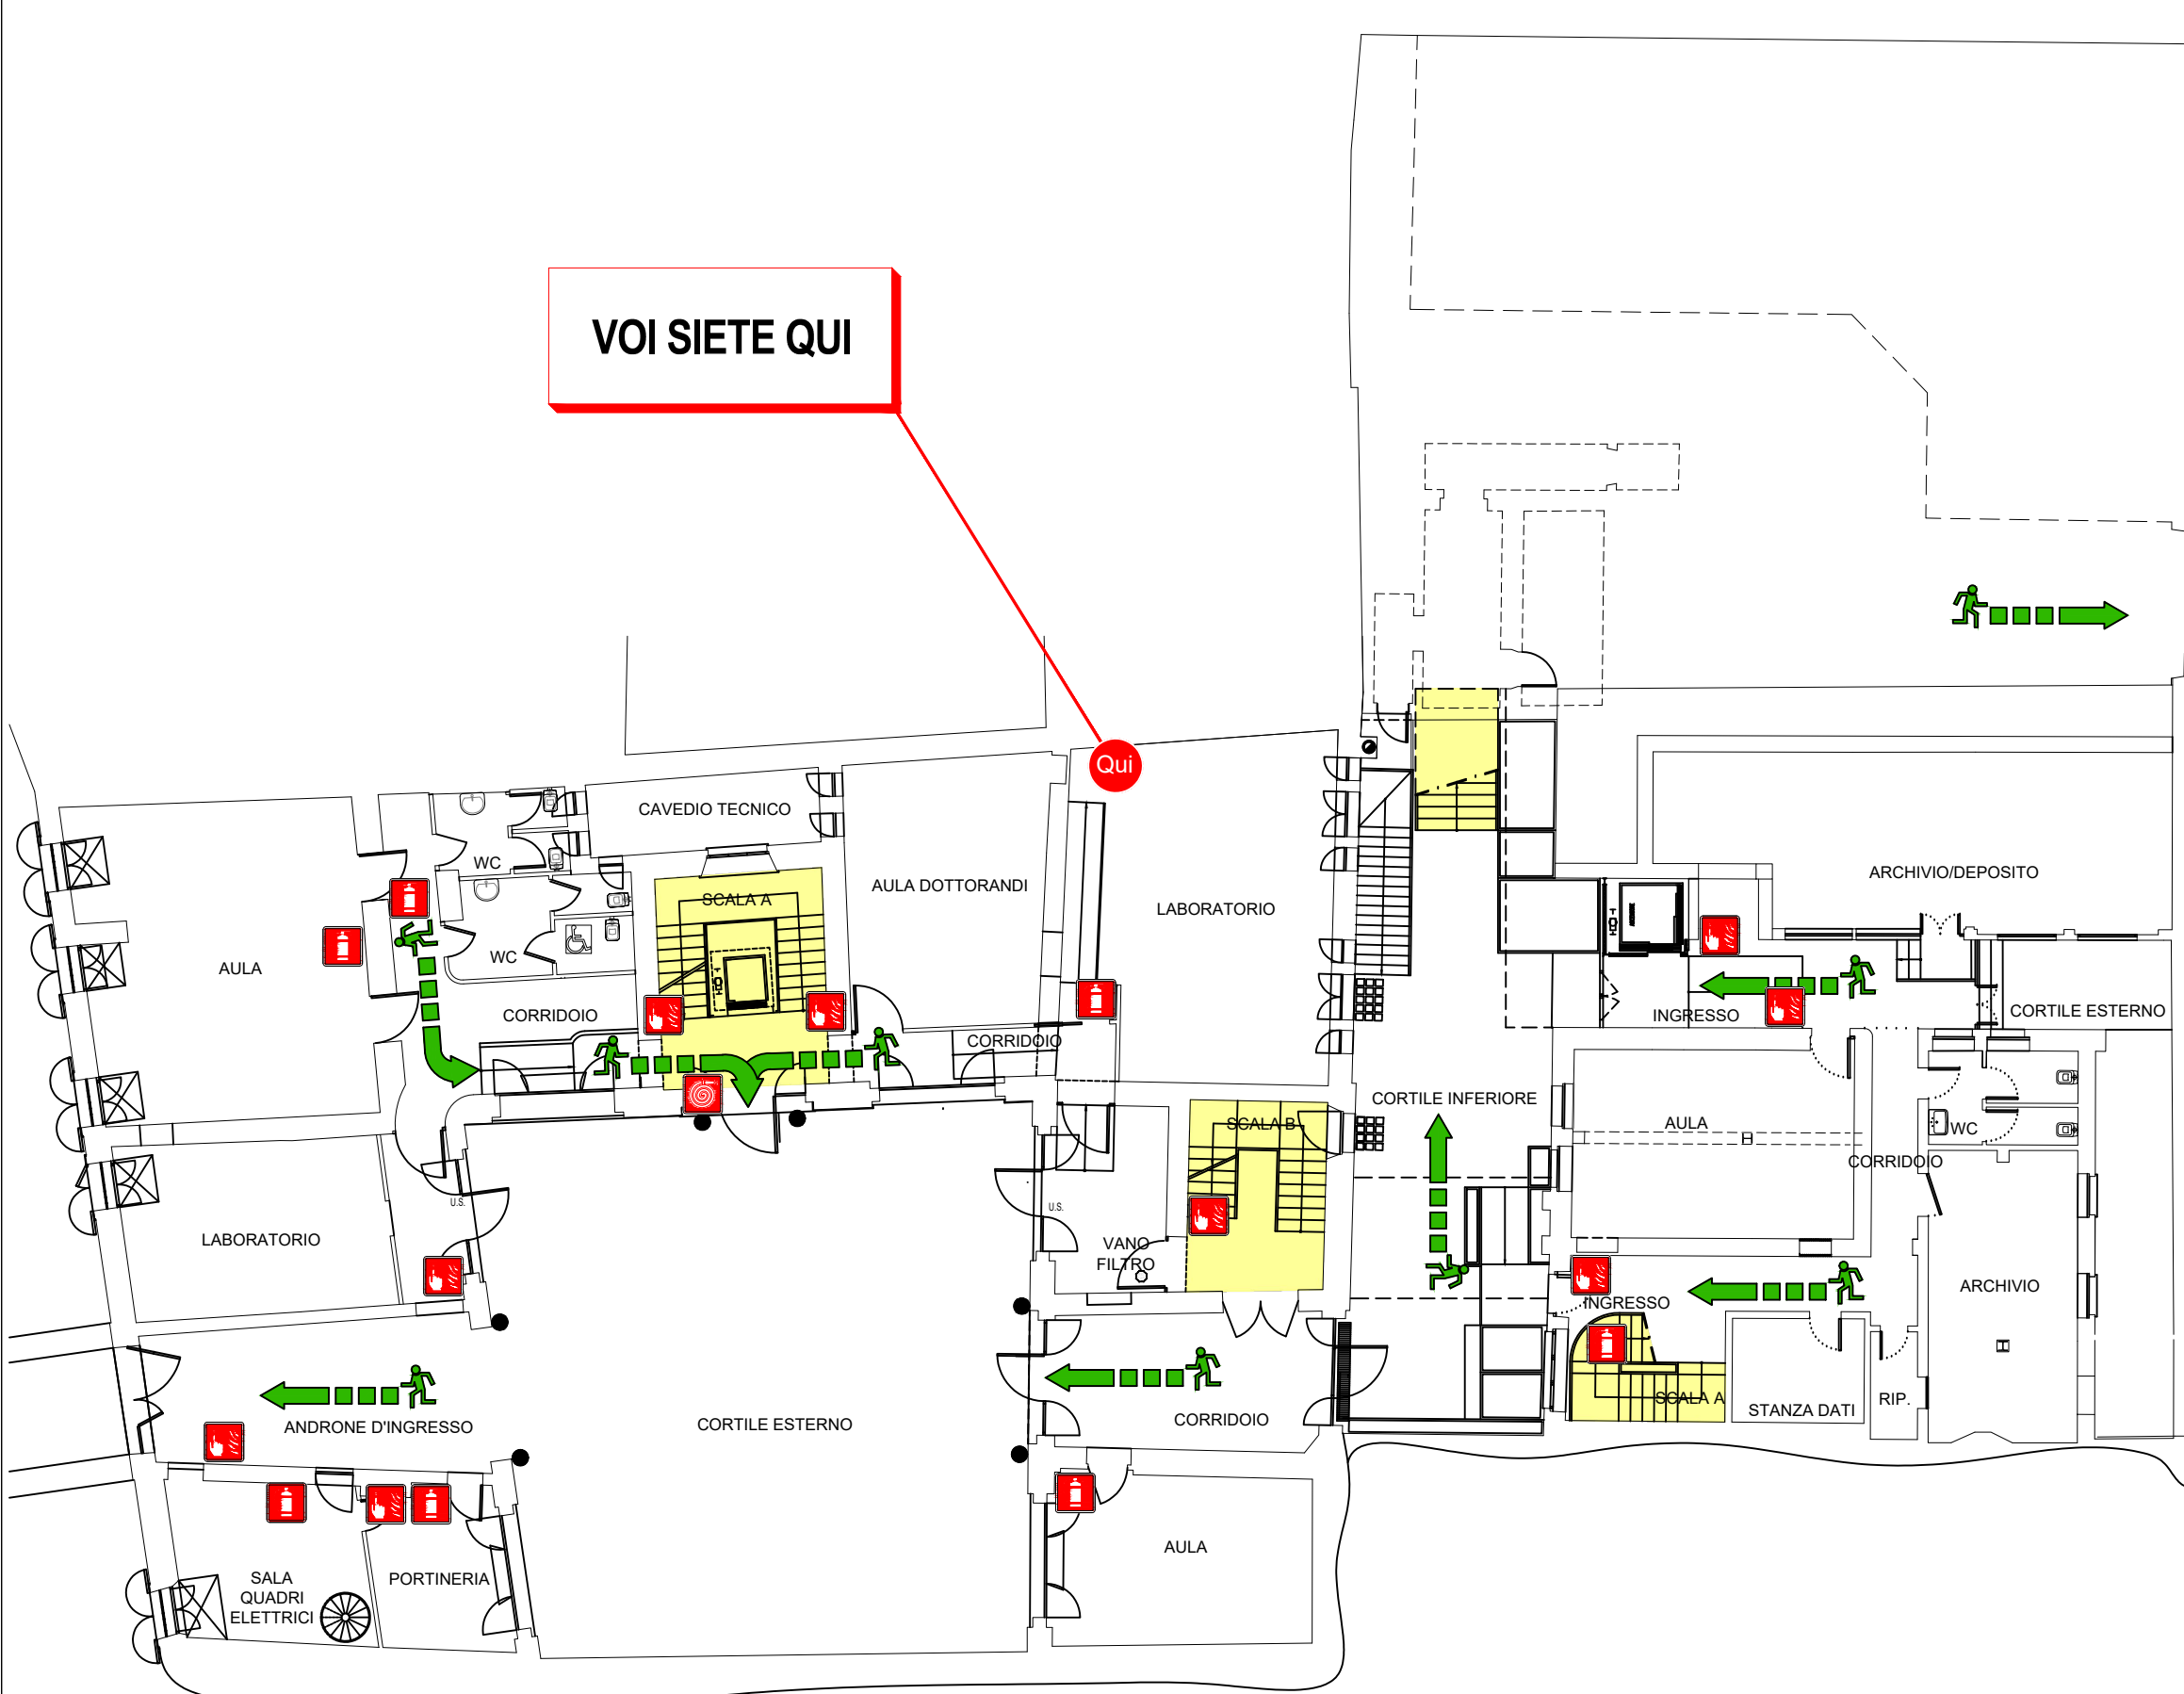 VOI SIETE QUI
Qui
CAVEDIO TECNICO
WC
SCALA A
AULA DOTTORANDI
LABORATORIO
ARCHIVIO/DEPOSITO
AULA
WC
CORRIDOIO
CORRIDOIO
INGRESSO
CORTILE ESTERNO
CORTILE INFERIORE
SCALA B
AULA
WC
CORRIDOIO
U.S.
U.S.
LABORATORIO
VANO
FILTRO
INGRESSO
ARCHIVIO
ANDRONE D'INGRESSO
CORTILE ESTERNO
CORRIDOIO
SCALA A
STANZA DATI
RIP.
AULA
SALA
QUADRI
ELETTRICI
PORTINERIA